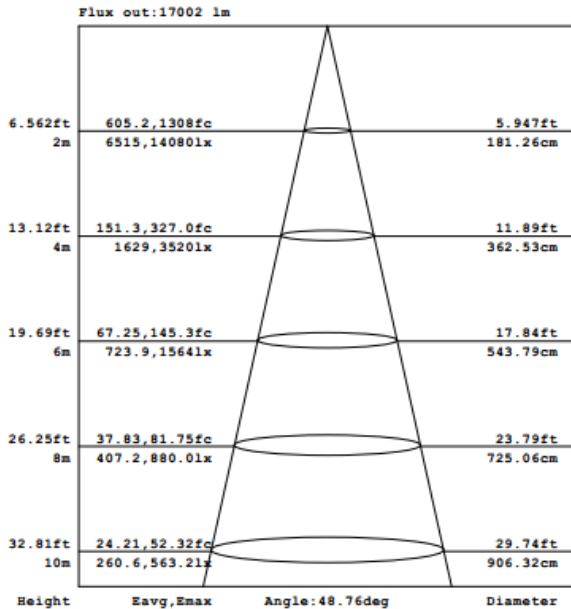 Flux out:17002 lm
6.562ft 605.2,1308fc 5.947ft
2m 6515,14080lx 181.26cm
13.12ft 151.3,327.0fc 11.89ft
4m 1629,3520lx 362.53cm
19.69ft 67.25,145.3fc 17.84ft
6m 723.9,1564lx 543.79cm
26.25ft 37.83,81.75fc 23.79ft
8m 407.2,880.0lx 725.06cm
32.81ft 24.21,52.32fc 29.74ft
10m 260.6,563.2lx 906.32cm
Height Eavg,Emax Angle:48.76deg Diameter